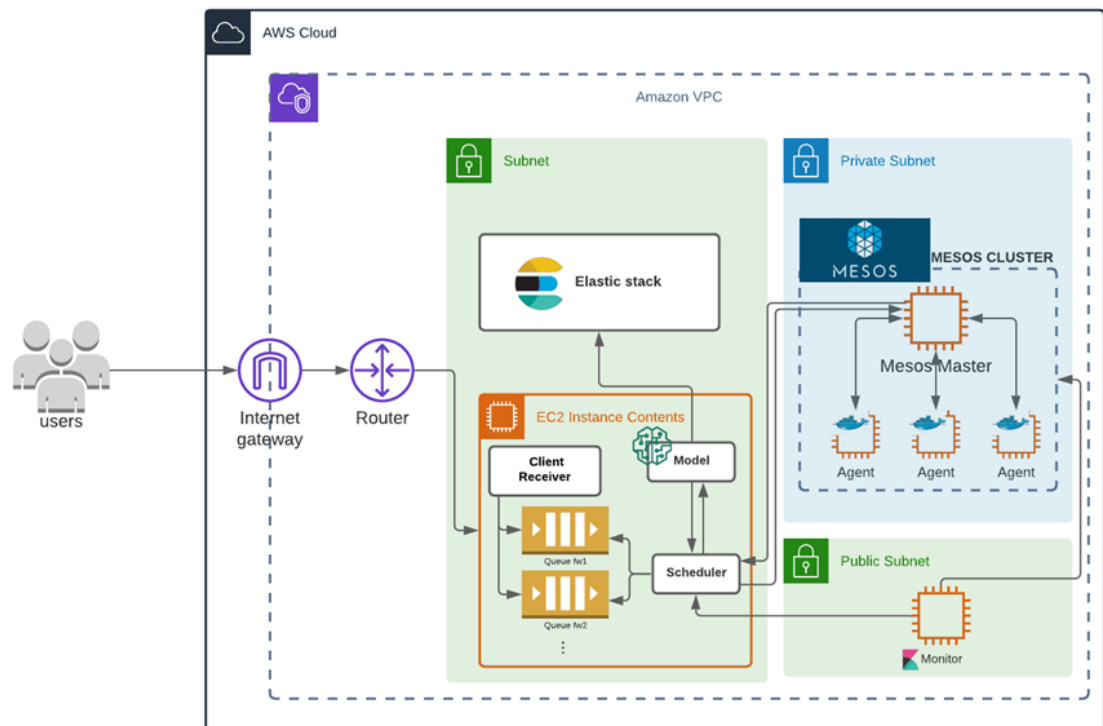 AWS Cloud
Amazon VPC
Subnet
Private Subnet
Elastic stack
MESOS
MESOS CLUSTER
Mesos Master
Agent
Agent
Agent
users
Internet
gateway
Router
EC2 Instance Contents
Client
Receiver
Model
Queue fw1
Scheduler
Queue fw2
⋮
Public Subnet
Monitor